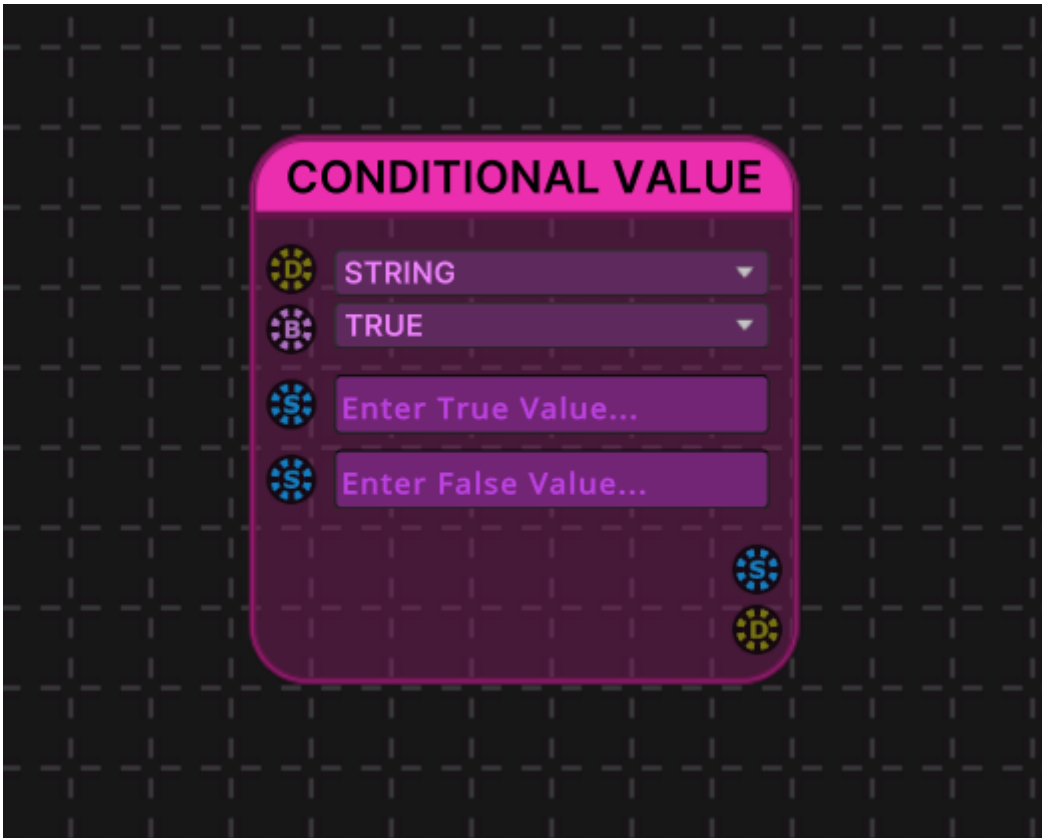 CONDITIONAL VALUE
D STRING
B TRUE
S Enter True Value...
S Enter False Value...
S
D